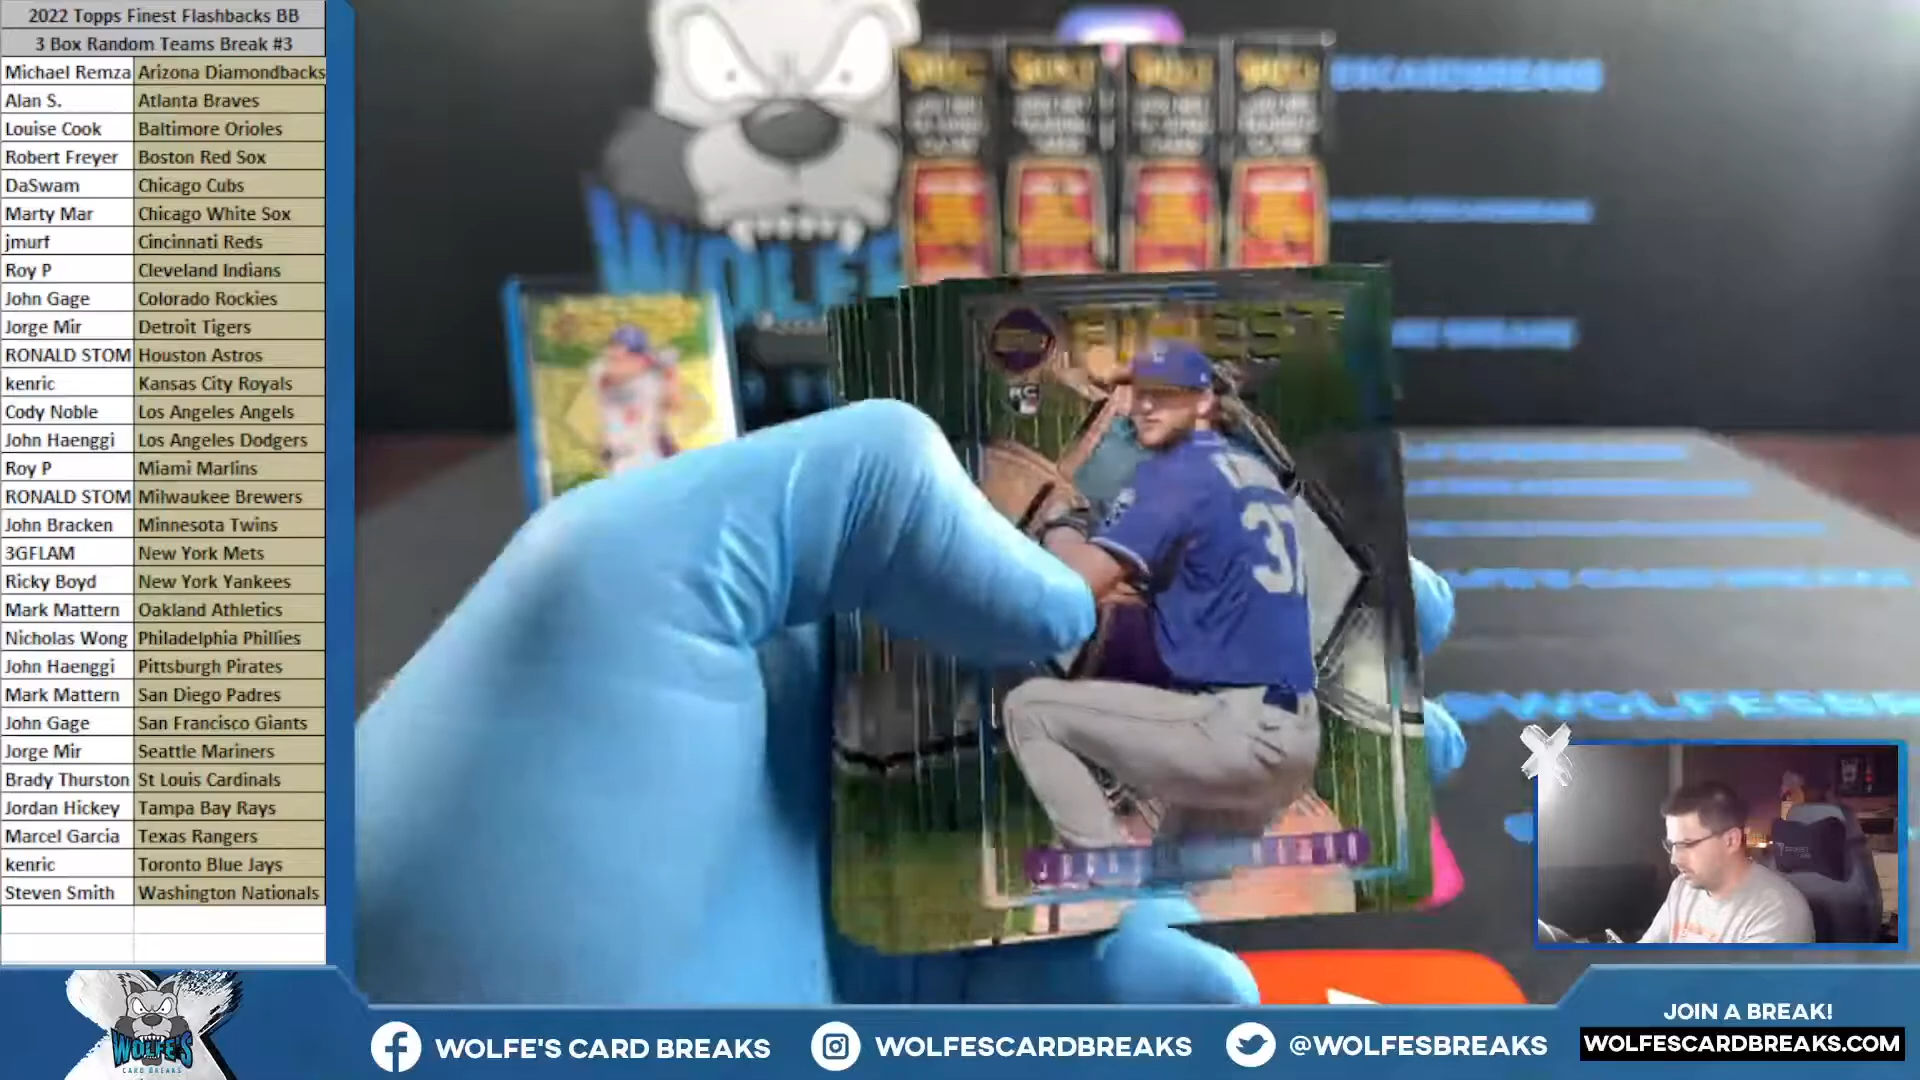 2022 Topps Finest Flashbacks BB
3 Box Random Teams Break #3
Michael Remza Arizona Diamondbacks
Alan S. Atlanta Braves
Louise Cook Baltimore Orioles
Robert Freyer Boston Red Sox
DaSwam Chicago Cubs
Marty Mar Chicago White Sox
jmurf Cincinnati Reds
Roy P Cleveland Indians
John Gage Colorado Rockies
Jorge Mir Detroit Tigers
RONALD STOM Houston Astros
kenric Kansas City Royals
Cody Noble Los Angeles Angels
John Haenggi Los Angeles Dodgers
Roy P Miami Marlins
RONALD STOM Milwaukee Brewers
John Bracken Minnesota Twins
3GFLAM New York Mets
Ricky Boyd New York Yankees
Mark Mattern Oakland Athletics
Nicholas Wong Philadelphia Phillies
John Haenggi Pittsburgh Pirates
Mark Mattern San Diego Padres
John Gage San Francisco Giants
Jorge Mir Seattle Mariners
Brady Thurston St Louis Cardinals
Jordan Hickey Tampa Bay Rays
Marcel Garcia Texas Rangers
kenric Toronto Blue Jays
Steven Smith Washington Nationals
WOLFE
FINEST
RC
37
WOLFE'S
CARD BREAKS
WOLFE'S CARD BREAKS
WOLFESCARDBREAKS
@WOLFESBREAKS
JOIN A BREAK!
WOLFESCARDBREAKS.COM